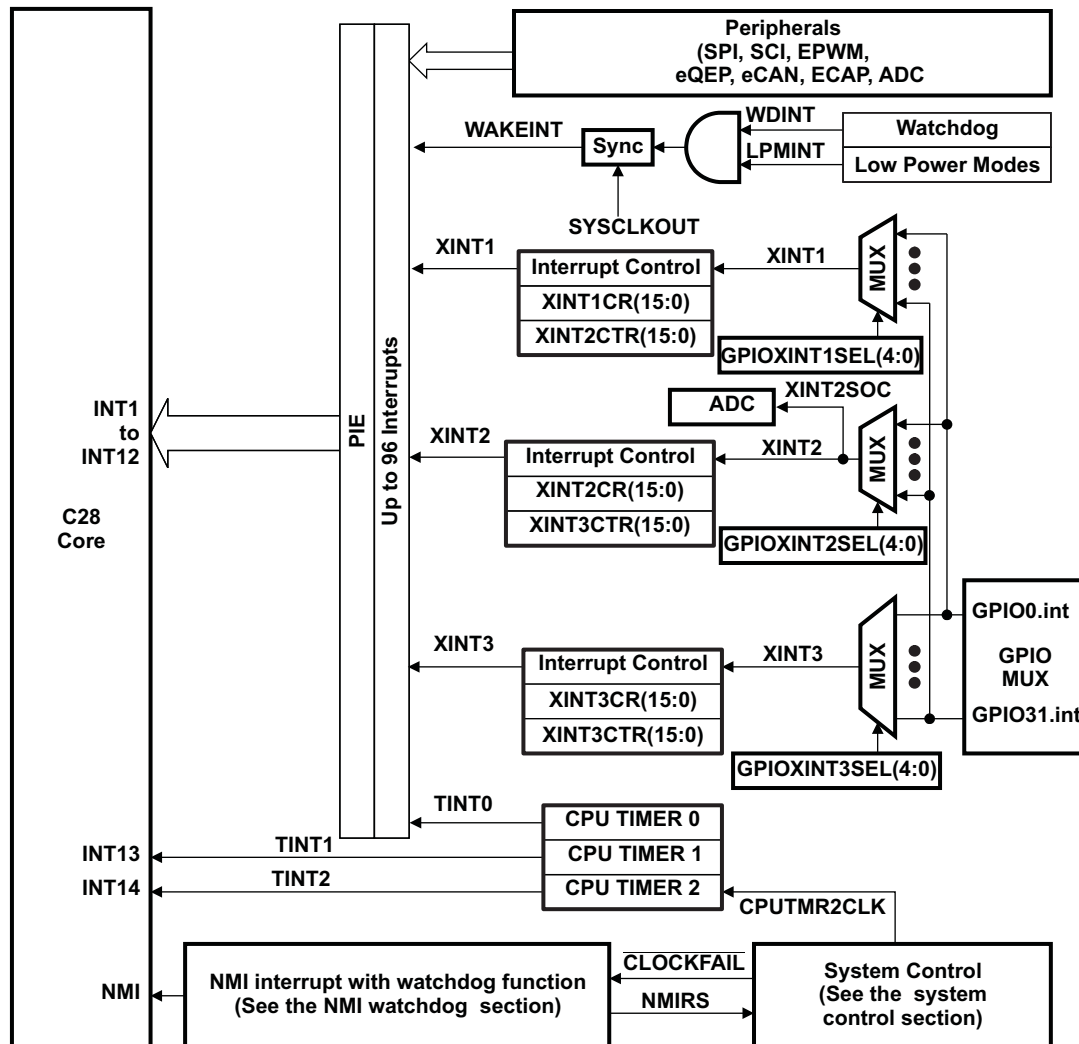 Peripherals
(SPI, SCI, EPWM,
eQEP, eCAN, ECAP, ADC
WDINT
Watchdog
WAKEINT
Sync
LPMINT
Low Power Modes
SYSCLKOUT
XINT1
Interrupt Control
XINT1CR(15:0)
XINT2CTR(15:0)
XINT1
MUX
GPIOXINT1SEL(4:0)
XINT2SOC
ADC
INT1
to
INT12
PIE
Up to 96 Interrupts
XINT2
Interrupt Control
XINT2CR(15:0)
XINT3CTR(15:0)
XINT2
MUX
GPIOXINT2SEL(4:0)
C28
Core
XINT3
Interrupt Control
XINT3CR(15:0)
XINT3CTR(15:0)
XINT3
MUX
GPIOXINT3SEL(4:0)
GPIO0.int
GPIO
MUX
GPIO31.int
TINT0
CPU TIMER 0
INT13
TINT1
CPU TIMER 1
INT14
TINT2
CPU TIMER 2
CPUTMR2CLK
NMI
NMI interrupt with watchdog function
(See the NMI watchdog section)
CLOCKFAIL
NMIRS
System Control
(See the system
control section)